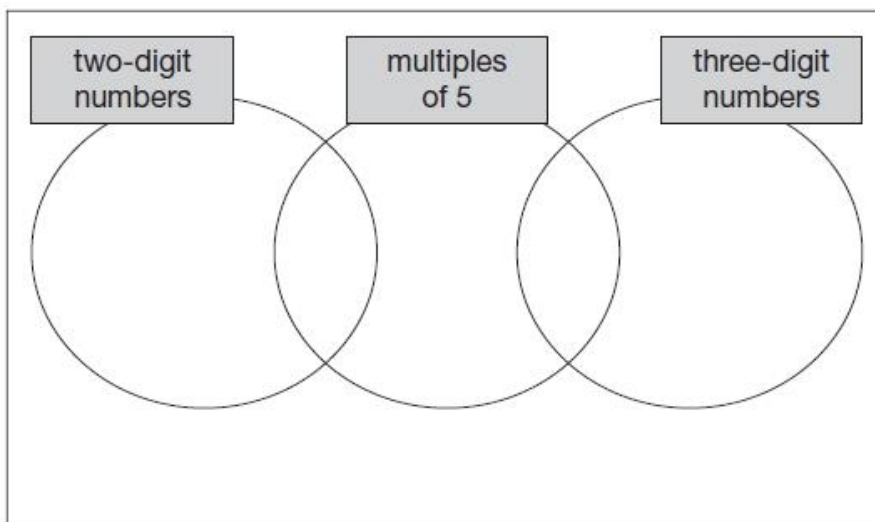 two-digit
numbers
multiples
of 5
three-digit
numbers